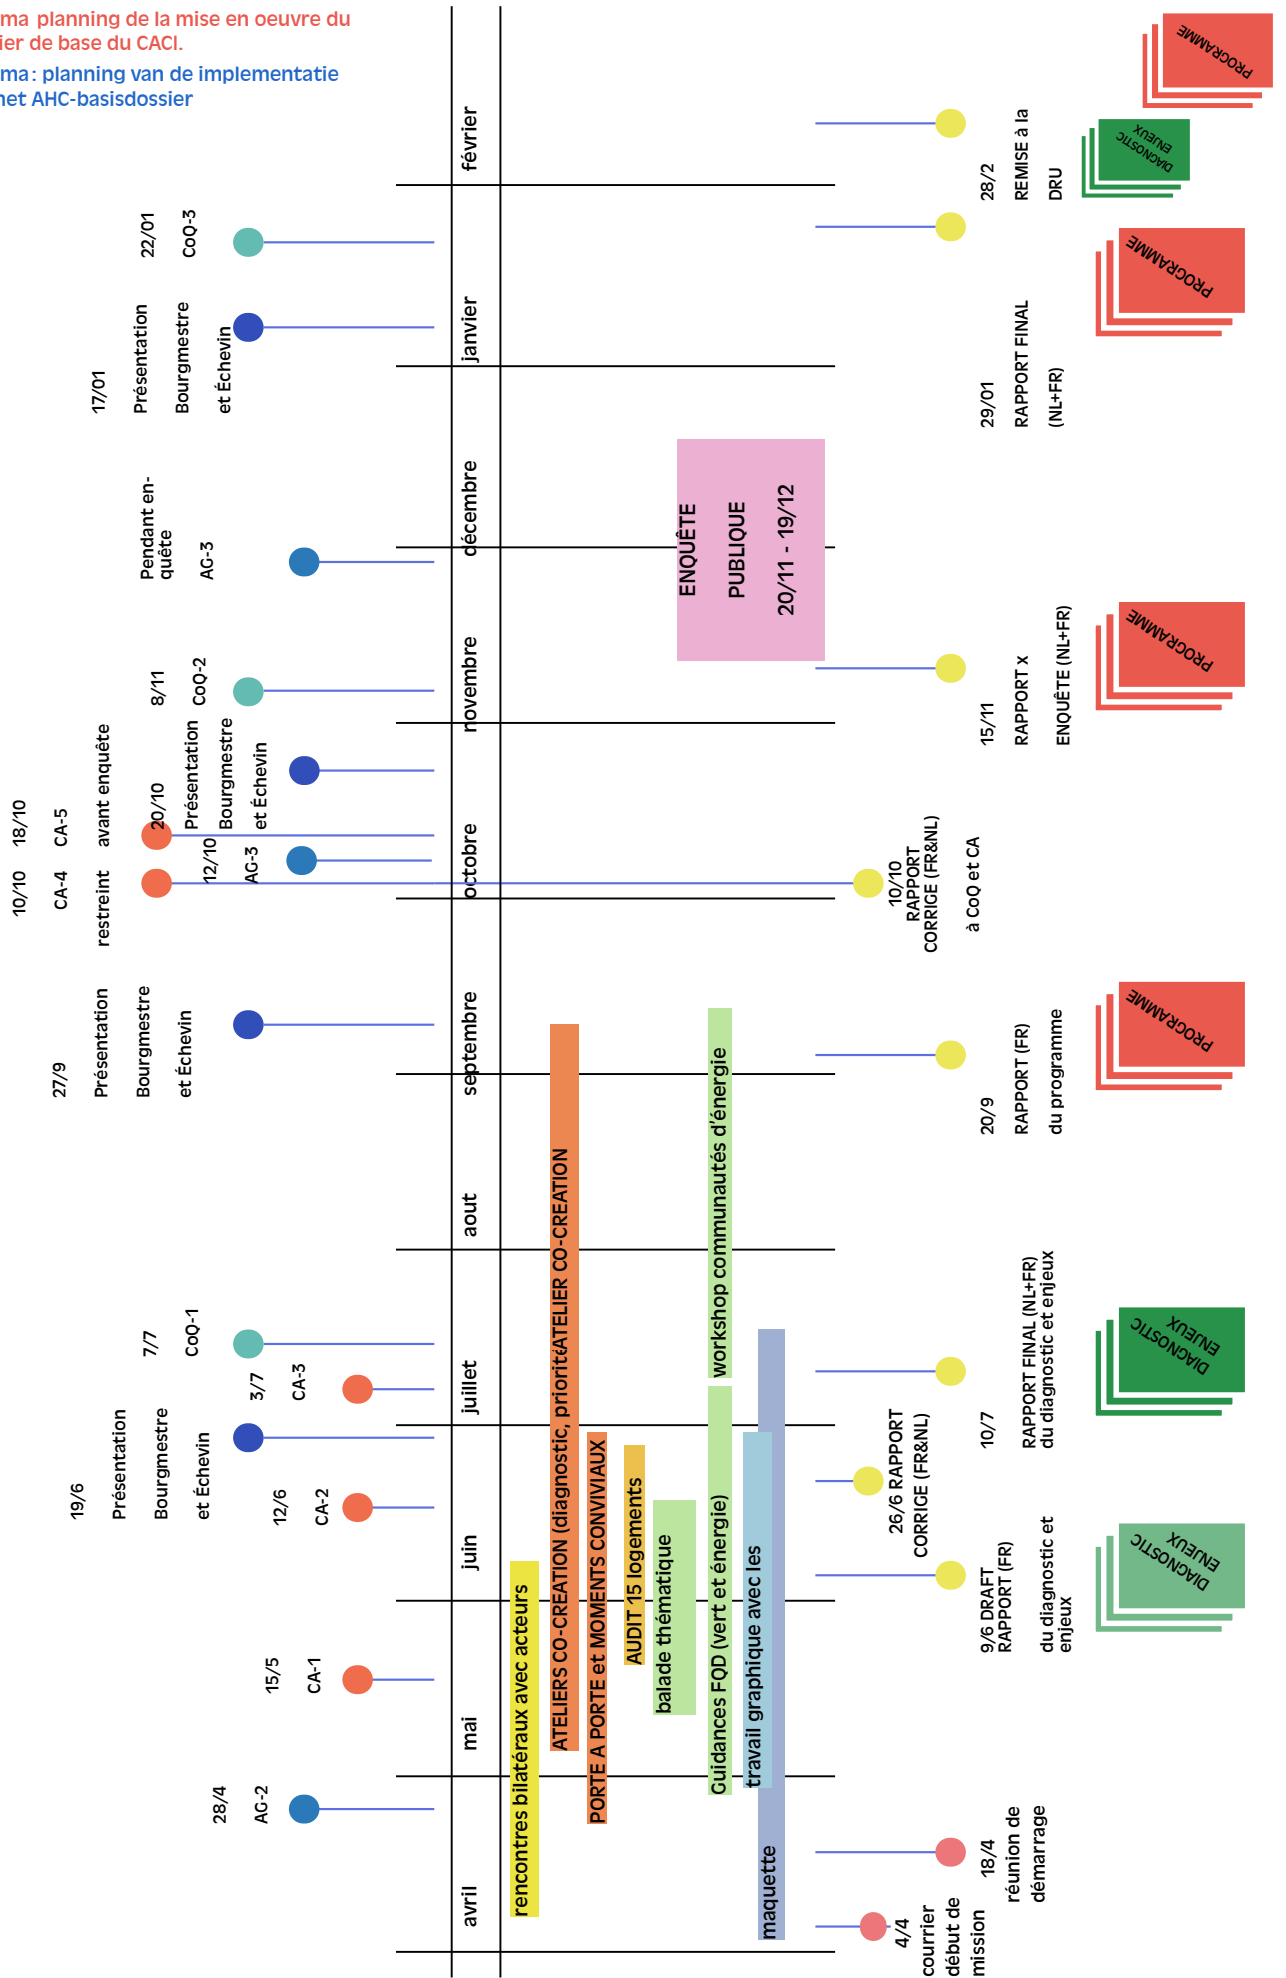 ma planning de la mise en oeuvre du
ier de base du CACI.
ma: planning van de implementatie
net AHC-basisdossier
avril
mai
juin
juillet
aout
septembre
octobre
novembre
décembre
janvier
février
28/4
AG-2
15/5
CA-1
12/6
CA-2
19/6
Présentation
Bourgmestre
et Échevin
3/7
CA-3
7/7
CoQ-1
27/9
Présentation
Bourgmestre
et Échevin
10/10
CA-4
restreint
12/10
AG-3
18/10
CA-5
avant enquête
20/10
Présentation
Bourgmestre
et Échevin
8/11
CoQ-2
Pendant en-
quête
AG-3
17/01
Présentation
Bourgmestre
et Échevin
22/01
CoQ-3
rencontres bilatéraux avec acteurs
ATELIERS CO-CREATION (diagnostic, priorité
ATELIER CO-CREATION
PORTE A PORTE et MOMENTS CONVIVIAUX
AUDIT 15 logements
balade thématique
Guidances FQD (vert et énergie)
workshop communautés d'énergie
travail graphique avec les
maquette
ENQUÊTE
PUBLIQUE
20/11 - 19/12
4/4
courrier
début de
mission
18/4
réunion de
démarrage
9/6 DRAFT
RAPPORT (FR)
du diagnostic et
enjeux
26/6 RAPPORT
CORRIGE (FR&NL)
10/7
RAPPORT FINAL (NL+FR)
du diagnostic et enjeux
20/9
RAPPORT (FR)
du programme
10/10
RAPPORT
CORRIGE (FR&NL)
à CoQ et CA
15/11
RAPPORT x
ENQUÊTE (NL+FR)
29/01
RAPPORT FINAL
(NL+FR)
28/2
REMISE à la
DRU
DIAGNOSTIC
ENJEUX
DIAGNOSTIC
ENJEUX
PROGRAMME
PROGRAMME
PROGRAMME
DIAGNOSTIC
ENJEUX
PROGRAMME